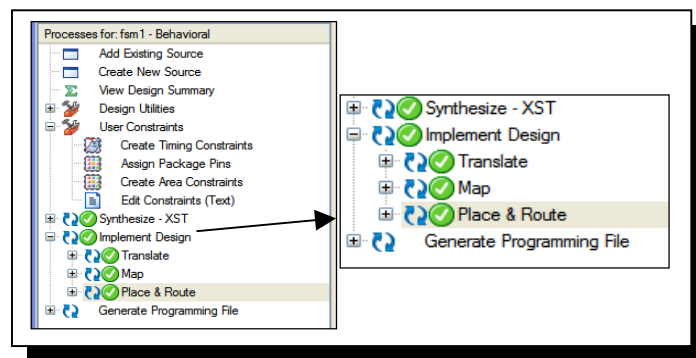 Processes for: fsm1 - Behavioral
Add Existing Source
Create New Source
View Design Summary
Design Utilities
User Constraints
Create Timing Constraints
Assign Package Pins
Create Area Constraints
Edit Constraints (Text)
Synthesize - XST
Implement Design
Translate
Map
Place & Route
Generate Programming File
Synthesize - XST
Implement Design
Translate
Map
Place & Route
Generate Programming File